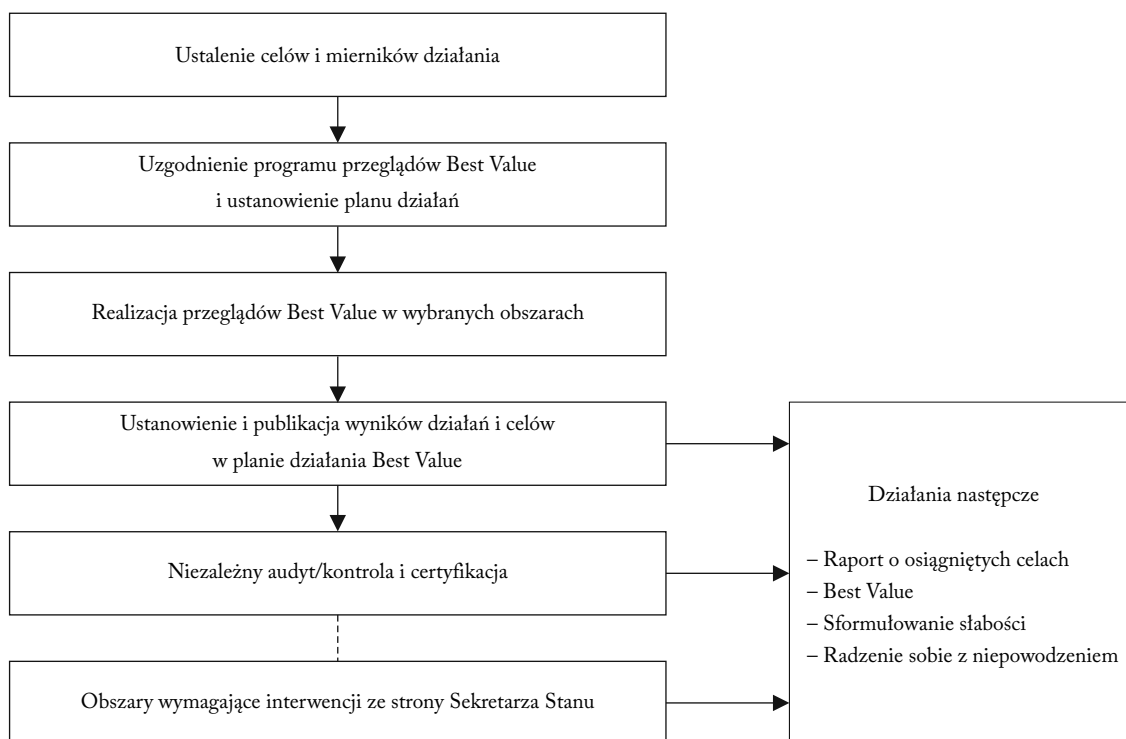 Ustalenie celów i mierników działania
Uzgodnienie programu przeglądów Best Value
i ustanowienie planu działań
Realizacja przeglądów Best Value w wybranych obszarach
Ustanowienie i publikacja wyników działań i celów
w planie działania Best Value
Niezależny audyt/kontrola i certyfikacja
Obszary wymagające interwencji ze strony Sekretarza Stanu
Działania następcze
– Raport o osiągniętych celach
– Best Value
– Sformułowanie słabości
– Radzenie sobie z niepowodzeniem